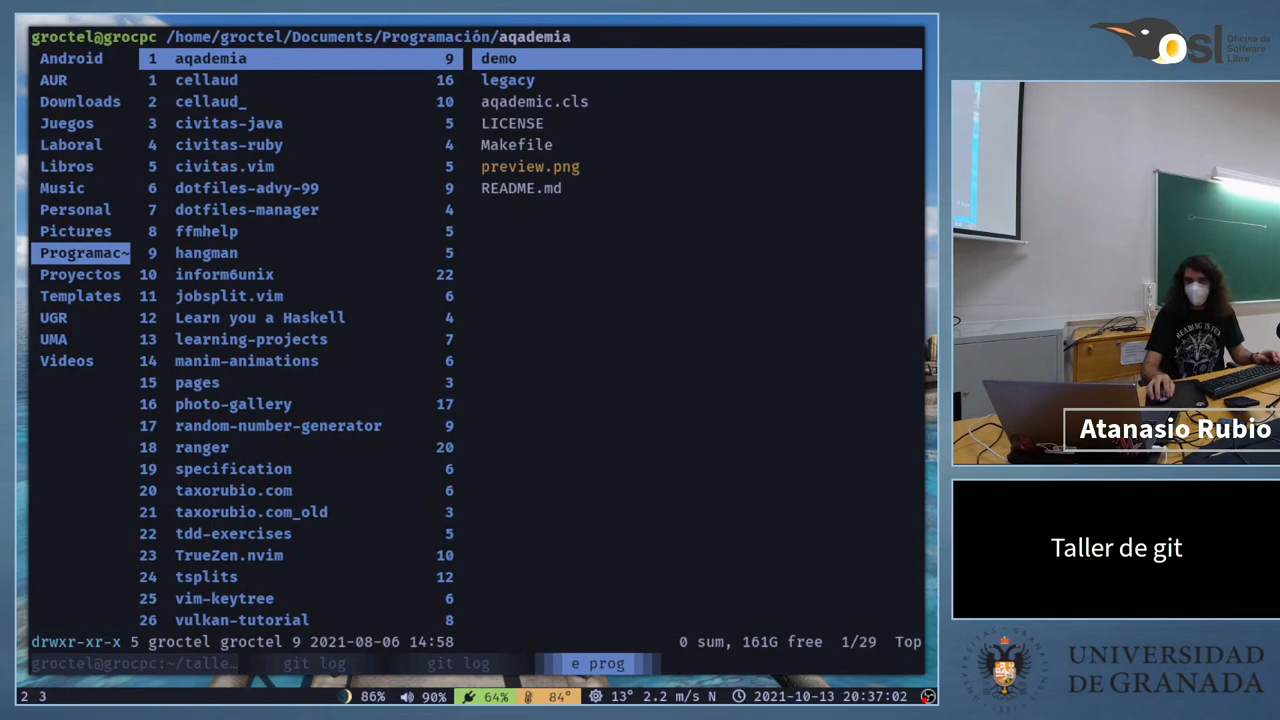 groctel@grocpc /home/groctel/Documents/Programación/aqademia
Android 1 aqademia 9 demo
AUR 1 cellaud 16 legacy
Downloads 2 cellaud_ 10 aqademic.cls
Juegos 3 civitas-java 5 LICENSE
Laboral 4 civitas-ruby 4 Makefile
Libros 5 civitas.vim 5 preview.png
Music 6 dotfiles-advy-99 9 README.md
Personal 7 dotfiles-manager 4
Pictures 8 ffmhelp 5
Programac~ 9 hangman 5
Proyectos 10 inform6unix 22
Templates 11 jobsplit.vim 6
UGR 12 Learn you a Haskell 4
UMA 13 learning-projects 7
Videos 14 manim-animations 6
15 pages 3
16 photo-gallery 17
17 random-number-generator 9
18 ranger 20
19 specification 6
20 taxorubio.com 6
21 taxorubio.com_old 3
22 tdd-exercises 5
23 TrueZen.nvim 10
24 tsplits 12
25 vim-keytree 6
26 vulkan-tutorial 8
drwxr-xr-x 5 groctel groctel 9 2021-08-06 14:58 0 sum, 161G free 1/29 Top
groctel@grocpc:~/talle… git log git log e prog
2 3 86% 90% 64% 84° 13° 2.2 m/s N 2021-10-13 20:37:02
osl Oficina de
Software
Libre
READING IS FUN
Atanasio Rubio
Taller de git
UNIVERSIDAD
DE GRANADA